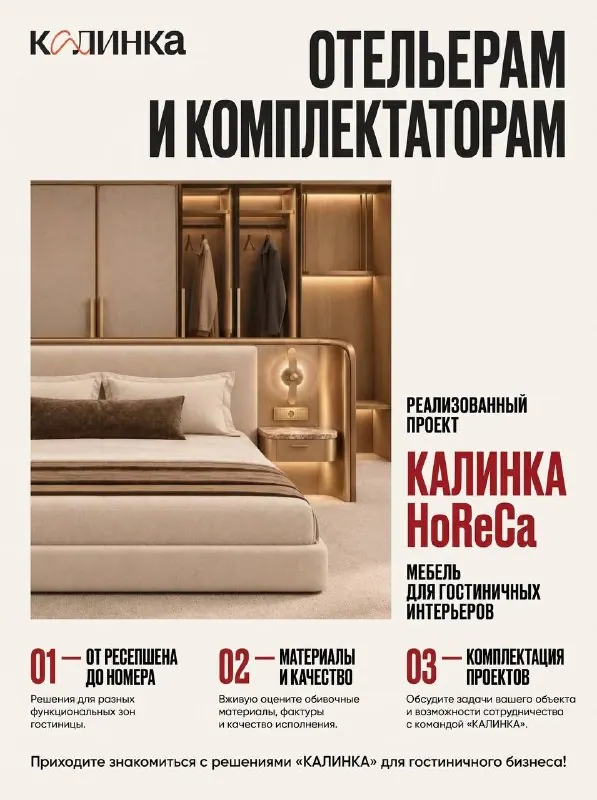 КАЛИНКА
ОТЕЛЬЕРАМ
И КОМПЛЕКТАТОРАМ
РЕАЛИЗОВАННЫЙ
ПРОЕКТ
КАЛИНКА
HoReCa
МЕБЕЛЬ
ДЛЯ ГОСТИНИЧНЫХ
ИНТЕРЬЕРОВ
01 — ОТ РЕСЕПШЕНА
ДО НОМЕРА
Решения для разных
функциональных зон
гостиницы.
02 — МАТЕРИАЛЫ
И КАЧЕСТВО
Вживую оцените обивочные
материалы, фактуры
и качество исполнения.
03 — КОМПЛЕКТАЦИЯ
ПРОЕКТОВ
Обсудите задачи вашего объекта
и возможности сотрудничества
с командой «КАЛИНКА».
Приходите знакомиться с решениями «КАЛИНКА» для гостиничного бизнеса!